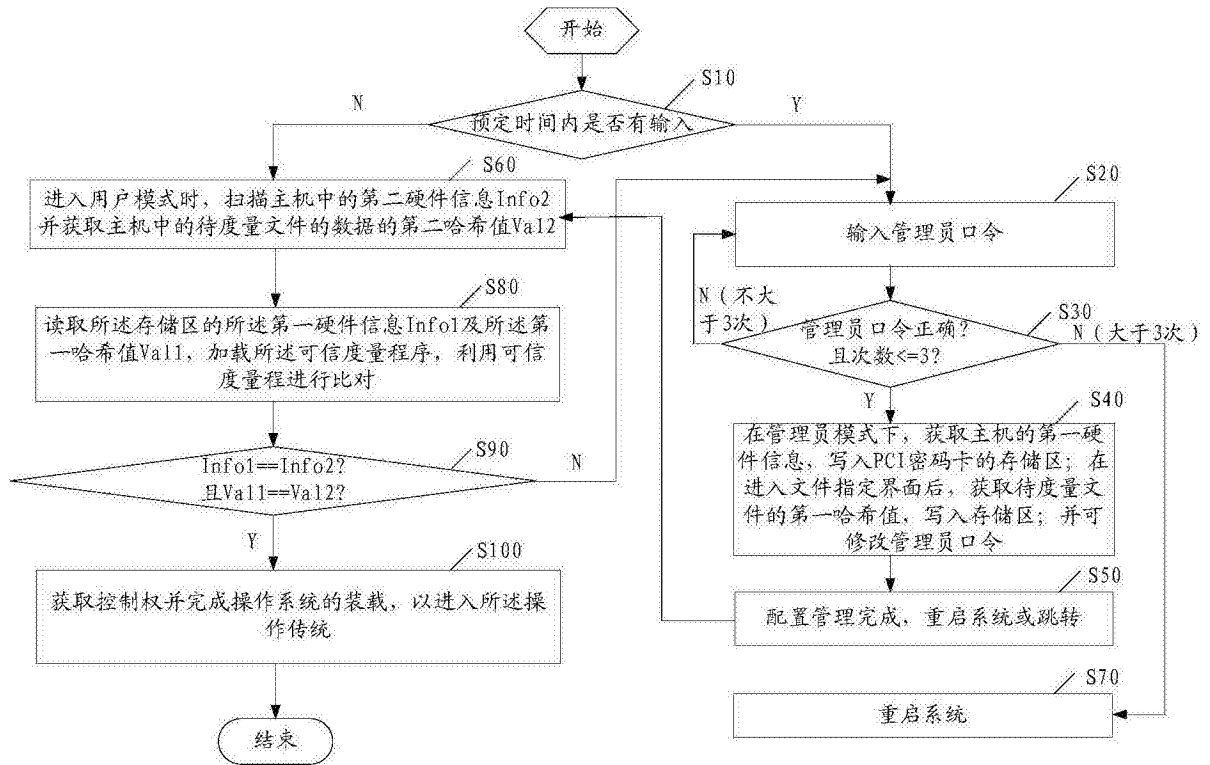 开始
S10
N
预定时间内是否有输入
Y
S60
进入用户模式时，扫描主机中的第二硬件信息Info2
并获取主机中的待度量文件的数据的第二哈希值Val2
S20
输入管理员口令
S80
读取所述存储区的所述第一硬件信息Info1及所述第
一哈希值Val1，加载所述可信度量程序，利用可信
度量程进行比对
N（不大
于3次）
S30
管理员口令正确？
且次数<=3？
N（大于3次）
Y
S90
Info1==Info2？
且Val1==Val2？
N
Y
S40
在管理员模式下，获取主机的第一硬
件信息，写入PCI密码卡的存储区；在
进入文件指定界面后，获取待度量文
件的第一哈希值，写入存储区；并可
修改管理员口令
S100
获取控制权并完成操作系统的装载，以进入所述操
作传统
S50
配置管理完成，重启系统或跳转
S70
重启系统
结束